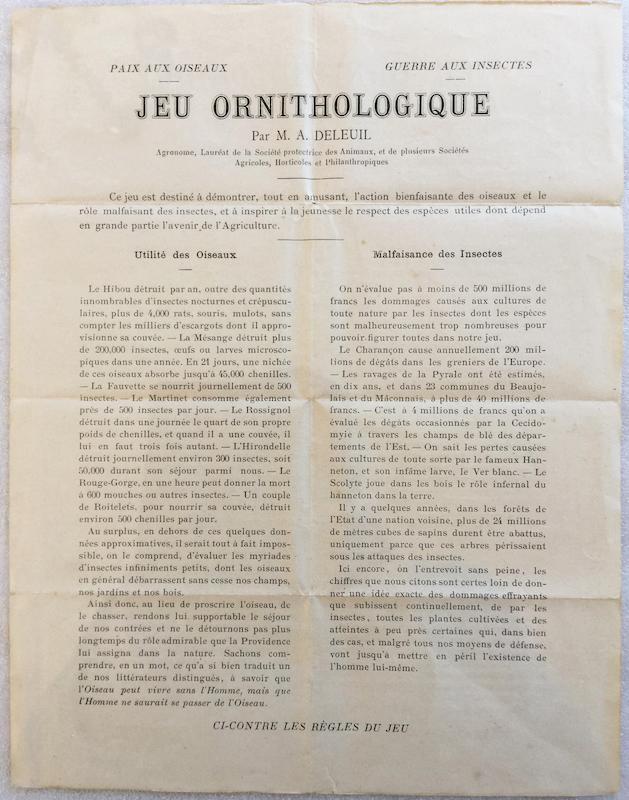 PAIX AUX OISEAUX
GUERRE AUX INSECTES
JEU ORNITHOLOGIQUE
Par M. A. DELEUIL
Agronome, Lauréat de la Société protectrice des Animaux, et de plusieurs Sociétés
Agricoles, Horticoles et Philanthropiques
Ce jeu est destiné à démontrer, tout en amusant, l'action bienfaisante des oiseaux et le
rôle malfaisant des insectes, et à inspirer à la jeunesse le respect des espèces utiles dont dépend
en grande partie l'avenir de l'Agriculture.
Utilité des Oiseaux
Le Hibou détruit par an, outre des quantités
innombrables d'insectes nocturnes et crépuscu-
laires, plus de 4,000 rats, souris, mulots, sans
compter les milliers d'escargots dont il appro-
visionne sa couvée. — La Mésange détruit plus
de 200,000 insectes, œufs ou larves microsco-
piques dans une année. En 21 jours, une nichée
de ces oiseaux absorbe jusqu'à 45,000 chenilles.
— La Fauvette se nourrit journellement de 500
insectes. — Le Martinet consomme également
près de 500 insectes par jour. — Le Rossignol
détruit dans une journée le quart de son propre
poids de chenilles, et quand il a une couvée, il
lui en faut trois fois autant. — L'Hirondelle
détruit journellement environ 300 insectes, soit
50,000 durant son séjour parmi nous. — Le
Rouge-Gorge, en une heure peut donner la mort
à 600 mouches ou autres insectes. — Un couple
de Roitelets, pour nourrir sa couvée, détruit
environ 500 chenilles par jour.
Au surplus, en dehors de ces quelques don-
nées approximatives, il serait tout à fait impos-
sible, on le comprend, d'évaluer les myriades
d'insectes infiniments petits, dont les oiseaux
en général débarrassent sans cesse nos champs,
nos jardins et nos bois.
Ainsi donc, au lieu de proscrire l'oiseau, de
le chasser, rendons lui supportable le séjour
de nos contrées et ne le détournons pas plus
longtemps du rôle admirable que la Providence
lui assigna dans la nature. Sachons com-
prendre, en un mot, ce qu'a si bien traduit un
de nos littérateurs distingués, à savoir que
l'Oiseau peut vivre sans l'Homme, mais que
l'Homme ne saurait se passer de l'Oiseau.
Malfaisance des Insectes
On n'évalue pas à moins de 500 millions de
francs les dommages causés aux cultures de
toute nature par les insectes dont les espèces
sont malheureusement trop nombreuses pour
pouvoir figurer toutes dans notre jeu.
Le Charançon cause annuellement 200 mil-
lions de dégâts dans les greniers de l'Europe.
— Les ravages de la Pyrale ont été estimés,
en dix ans, et dans 23 communes du Beaujo-
lais et du Mâconnais, à plus de 40 millions de
francs. — C'est à 4 millions de francs qu'on a
évalué les dégâts occasionnés par la Cecido-
myie à travers les champs de blé des dépar-
tements de l'Est. — On sait les pertes causées
aux cultures de toute sorte par le fameux Han-
neton, et son infâme larve, le Ver blanc. — Le
Scolyte joue dans les bois le rôle infernal du
hanneton dans la terre.
Il y a quelques années, dans les forêts de
l'Etat d'une nation voisine, plus de 24 millions
de mètres cubes de sapins durent être abattus,
uniquement parce que ces arbres périssaient
sous les attaques des insectes.
Ici encore, on l'entrevoit sans peine, les
chiffres que nous citons sont certes loin de don-
ner une idée exacte des dommages effrayants
que subissent continuellement, de par les
insectes, toutes les plantes cultivées et des
atteintes à peu près certaines qui, dans bien
des cas, et malgré tous nos moyens de défense,
vont jusqu'à mettre en péril l'existence de
l'homme lui-même.
CI-CONTRE LES RÈGLES DU JEU